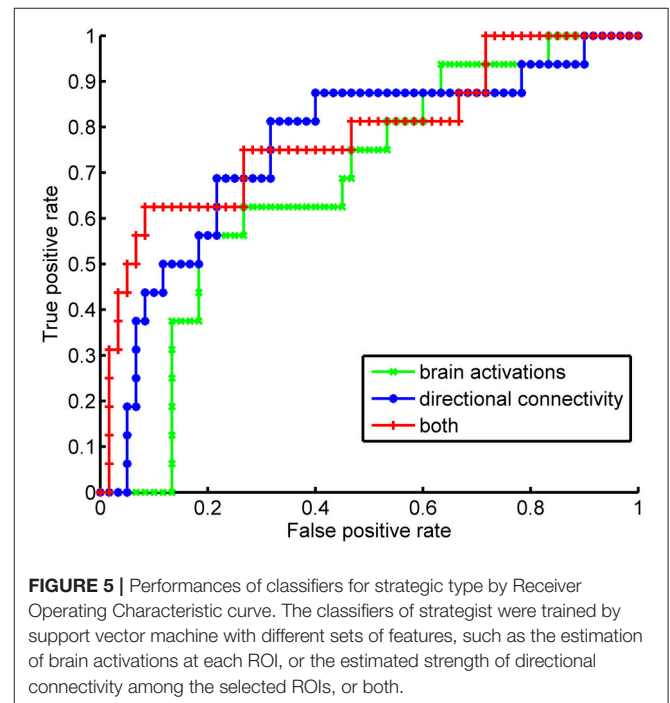 1
0.9
0.8
0.7
0.6
0.5
0.4
0.3
0.2
0.1
0
True positive rate
0 0.2 0.4 0.6 0.8 1
False positive rate
brain activations
directional connectivity
both
FIGURE 5 | Performances of classifiers for strategic type by Receiver
Operating Characteristic curve. The classifiers of strategist were trained by
support vector machine with different sets of features, such as the estimation
of brain activations at each ROI, or the estimated strength of directional
connectivity among the selected ROIs, or both.